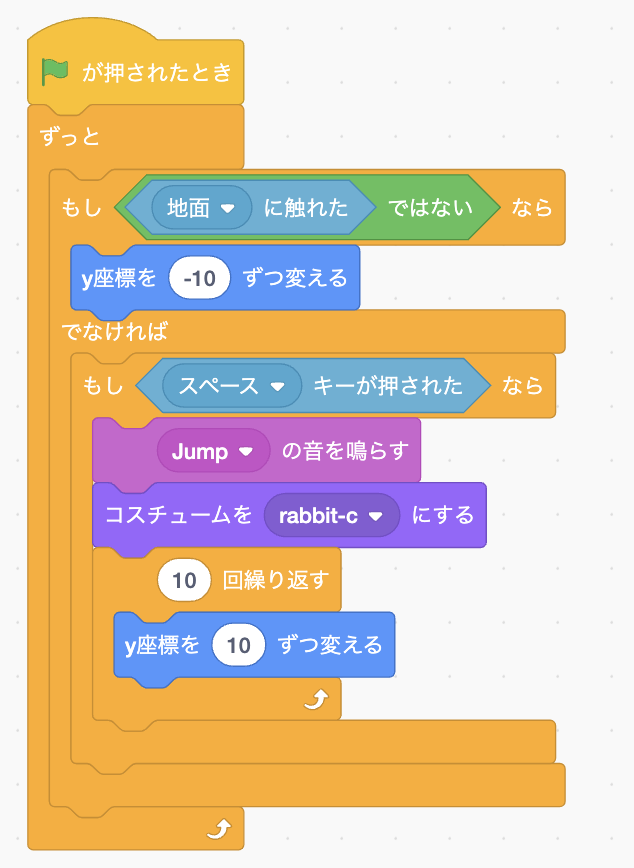 が押されたとき
ずっと
もし 地面 に触れた ではない なら
y座標を -10 ずつ変える
でなければ
もし スペース キーが押された なら
Jump の音を鳴らす
コスチュームを rabbit-c にする
10 回繰り返す
y座標を 10 ずつ変える